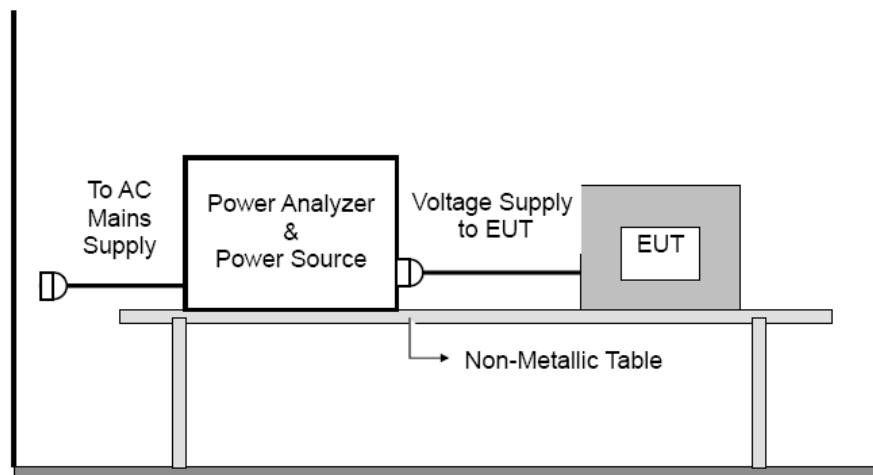 To AC
Mains
Supply
Power Analyzer
&
Power Source
Voltage Supply
to EUT
EUT
Non-Metallic Table